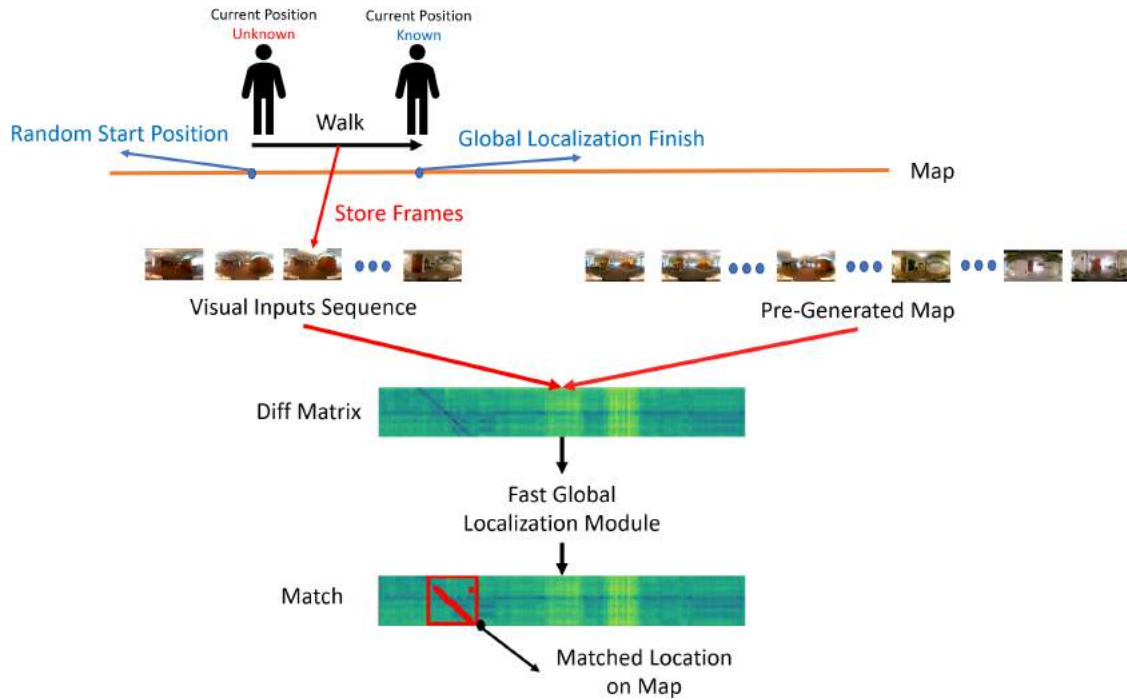 Current Position
Unknown
Current Position
Known
Random Start Position
Walk
Global Localization Finish
Map
Store Frames
Visual Inputs Sequence
Pre-Generated Map
Diff Matrix
Fast Global
Localization Module
Match
Matched Location
on Map